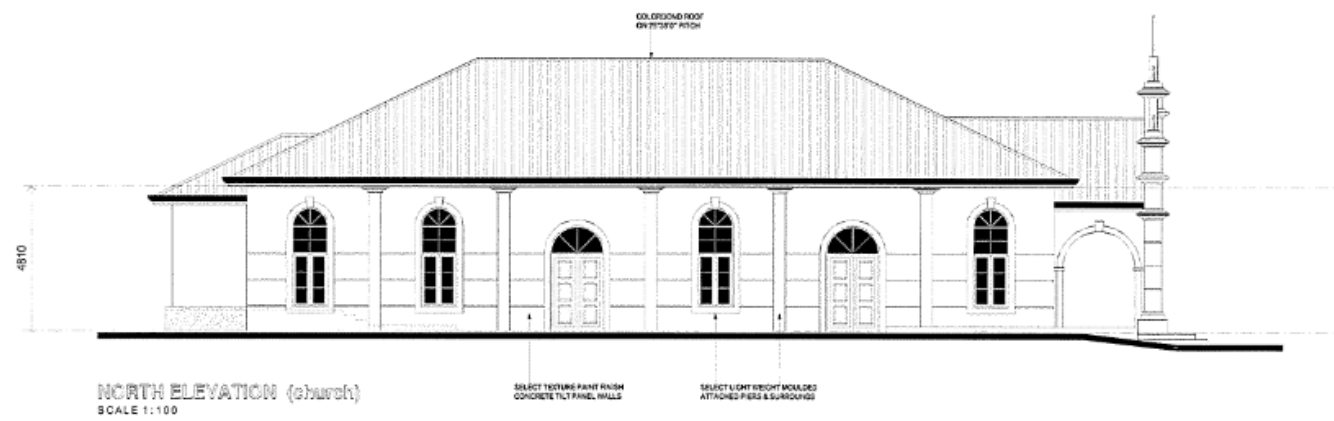 COLORBOND ROOF
PITCH
4810
SELECT TEXTURE PAINT FINISH
CONCRETE TILT PANEL WALLS
SELECT LIGHT WEIGHT MOULDED
ATTACHED PIERS & SURROUNDS
NORTH ELEVATION (church)
SCALE 1:100